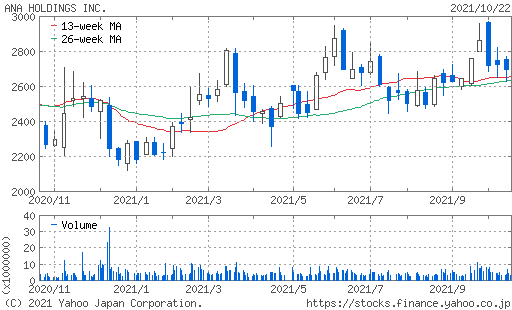 ANA HOLDINGS INC. 2021/10/22
3000
13-week MA
26-week MA
2800
2600
2400
2200
2000
2020/11 2021/1 2021/3 2021/5 2021/7 2021/9
40
Volume
30
20
10
0
(x1000000)
2020/11 2021/1 2021/3 2021/5 2021/7 2021/9
(C) 2021 Yahoo Japan Corporation. https://stocks.finance.yahoo.co.jp/